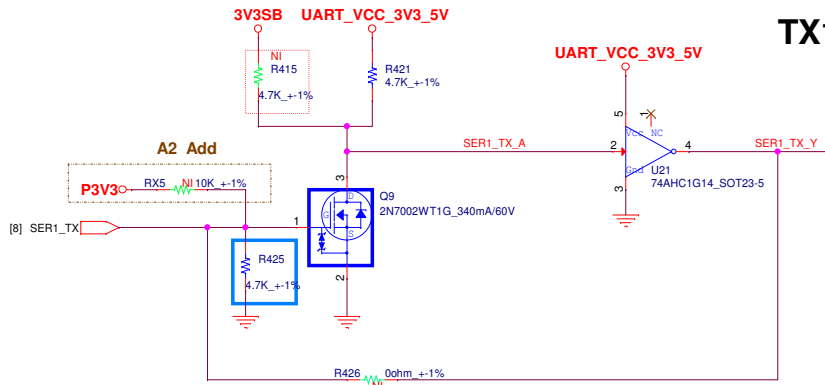 3V3SB
UART_VCC_3V3_5V
TX1
UART_VCC_3V3_5V
NI
R415
4.7K_+-1%
R421
4.7K_+-1%
A2 Add
P3V3
RX5
NI
10K_+-1%
5
1
Vcc
NC
SER1_TX_A
2
4
SER1_TX_Y
Gnd
U21
74AHC1G14_SOT23-5
3
3
D
Q9
2N7002WT1G_340mA/60V
G
S
[8]
SER1_TX
1
R425
4.7K_+-1%
2
R426
0ohm_+-1%
NI